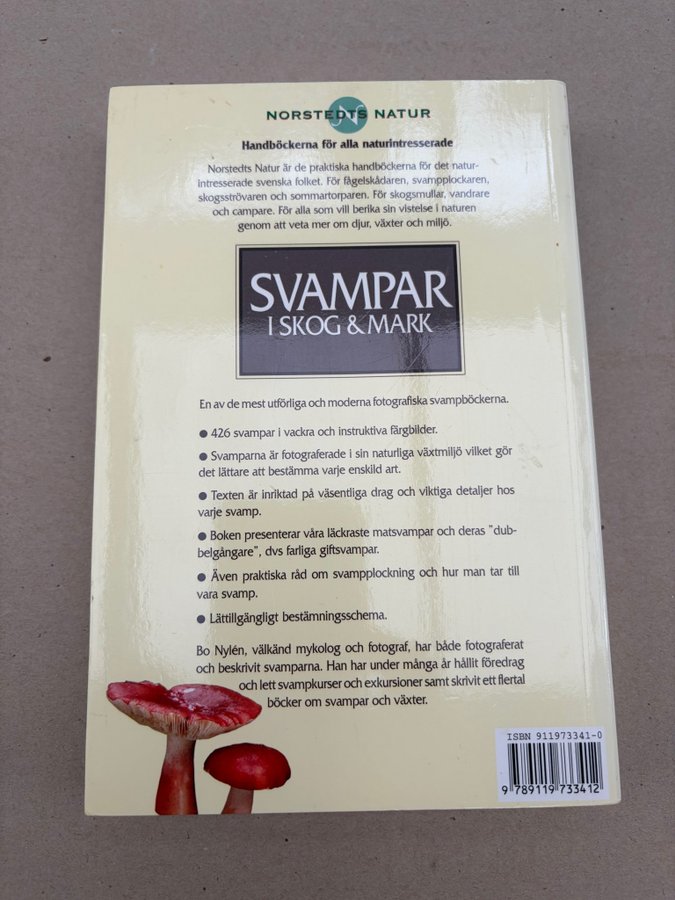 NORSTEDTS NATUR
Handböckerna för alla naturintresserade
Norstedts Natur är de praktiska handböckerna för det natur-
intresserade svenska folket. För fågelskådaren, svampplockaren,
skogsströvaren och sommartorparen. För skogsmullar, vandrare
och campare. För alla som vill berika sin vistelse i naturen
genom att veta mer om djur, växter och miljö.
SVAMPAR
I SKOG & MARK
En av de mest utförliga och moderna fotografiska svampböckerna.
● 426 svampar i vackra och instruktiva färgbilder.
● Svamparna är fotograferade i sin naturliga växtmiljö vilket gör
det lättare att bestämma varje enskild art.
● Texten är inriktad på väsentliga drag och viktiga detaljer hos
varje svamp.
● Boken presenterar våra läckraste matsvampar och deras "dub-
belgångare", dvs farliga giftsvampar.
● Även praktiska råd om svampplockning och hur man tar till
vara svamp.
● Lättillgängligt bestämningsschema.
Bo Nylén, välkänd mykolog och fotograf, har både fotograferat
och beskrivit svamparna. Han har under många år hållit föredrag
och lett svampkurser och exkursioner samt skrivit ett flertal
böcker om svampar och växter.
ISBN 911973341-0
9 789119 733412